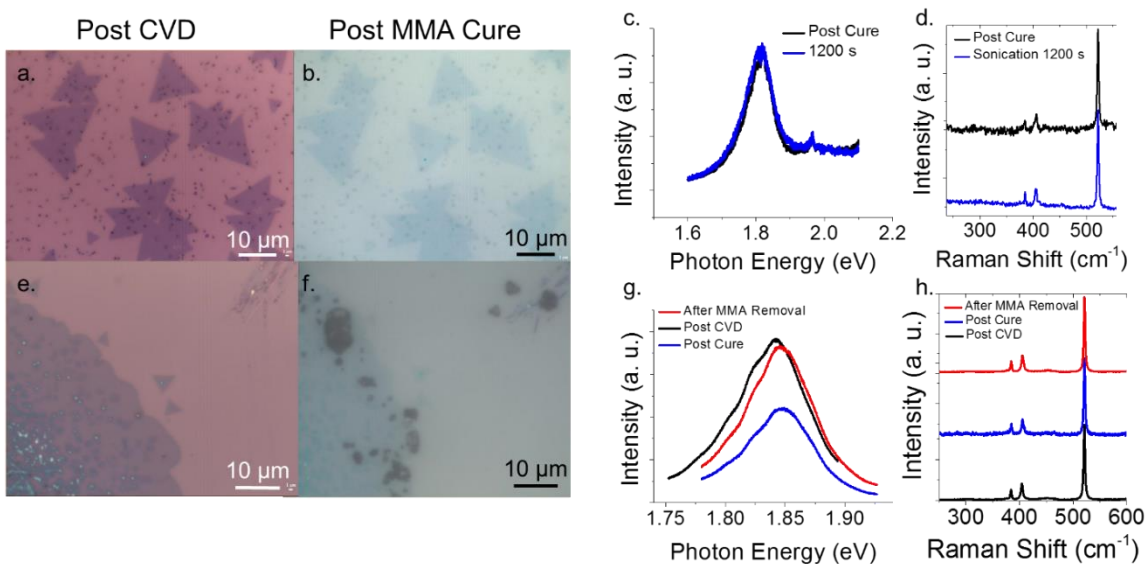 Post CVD
Post MMA Cure
a.
10 µm
b.
10 µm
e.
10 µm
f.
10 µm
c.
Post Cure
1200 s
Intensity (a. u.)
1.6 1.8 2.0 2.2
Photon Energy (eV)
d.
Post Cure
Sonication 1200 s
Intensity (a. u.)
300 400 500
Raman Shift (cm-1)
g.
After MMA Removal
Post CVD
Post Cure
Intensity (a. u.)
1.75 1.80 1.85 1.90
Photon Energy (eV)
h.
After MMA Removal
Post Cure
Post CVD
Intensity (a. u.)
300 400 500 600
Raman Shift (cm-1)